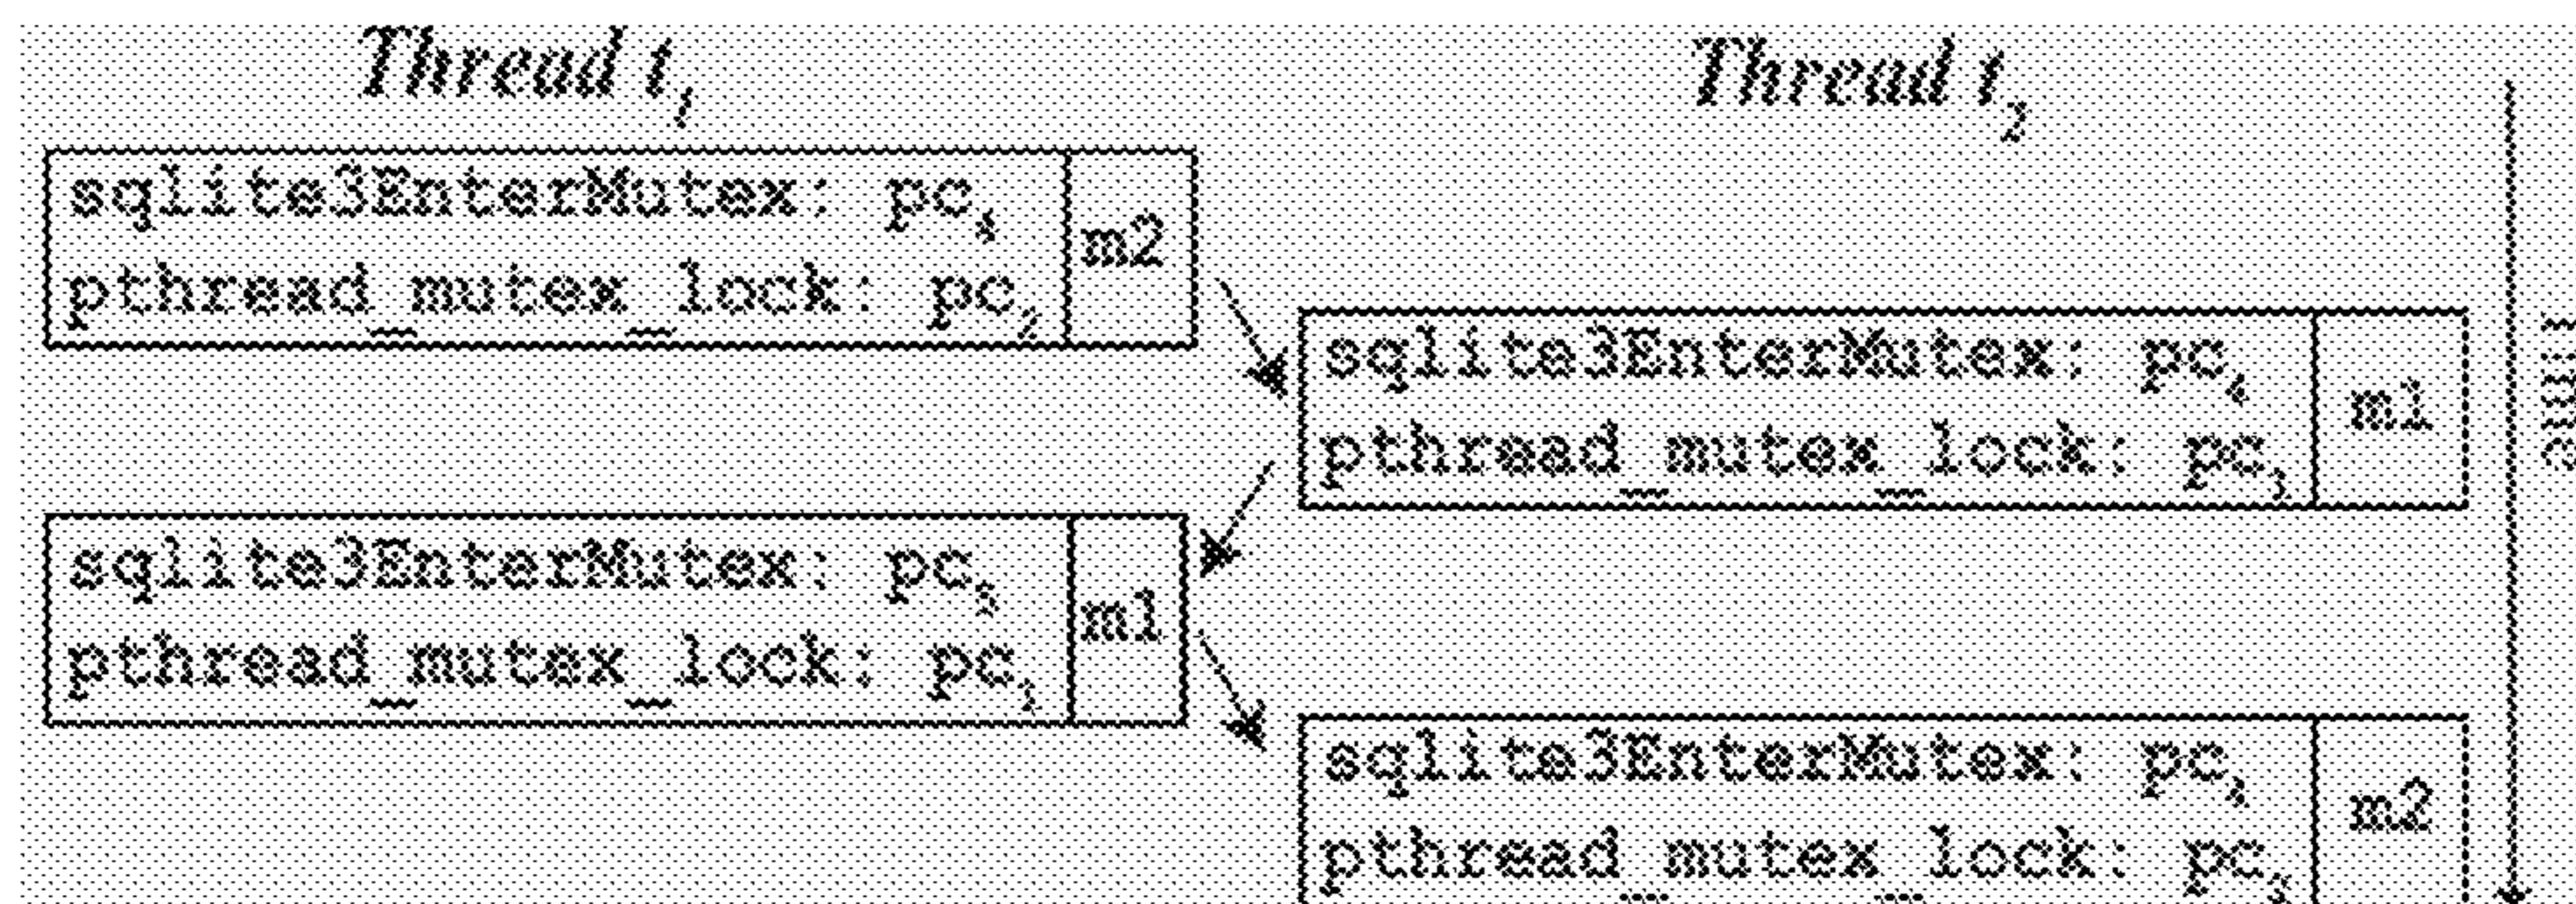 Thread t₁
Thread t₂
sqlite3EnterMutex: pc₄
pthread_mutex_lock: pc₂
m2
sqlite3EnterMutex: pc₄
pthread_mutex_lock: pc₁
m1
sqlite3EnterMutex: pc₅
pthread_mutex_lock: pc₁
m1
sqlite3EnterMutex: pc₄
pthread_mutex_lock: pc₃
m2